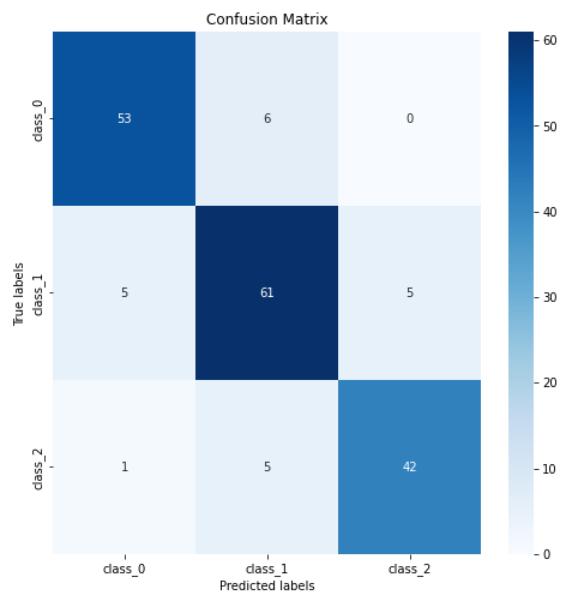 Confusion Matrix
class_0
53 6 0
class_1
5 61 5
class_2
1 5 42
True labels
class_0 class_1 class_2
Predicted labels
60
50
40
30
20
10
0